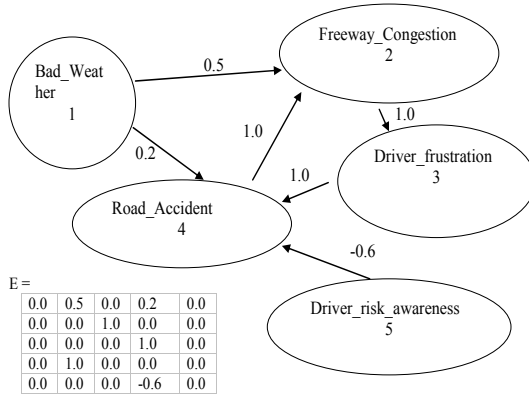 Freeway_Congestion
2
Bad_Weat
her
1
0.5
1.0
1.0
0.2
Driver_frustration
3
1.0
Road_Accident
4
-0.6
Driver_risk_awareness
5
E =
0.0 0.5 0.0 0.2 0.0
0.0 0.0 1.0 0.0 0.0
0.0 0.0 0.0 1.0 0.0
0.0 1.0 0.0 0.0 0.0
0.0 0.0 0.0 -0.6 0.0